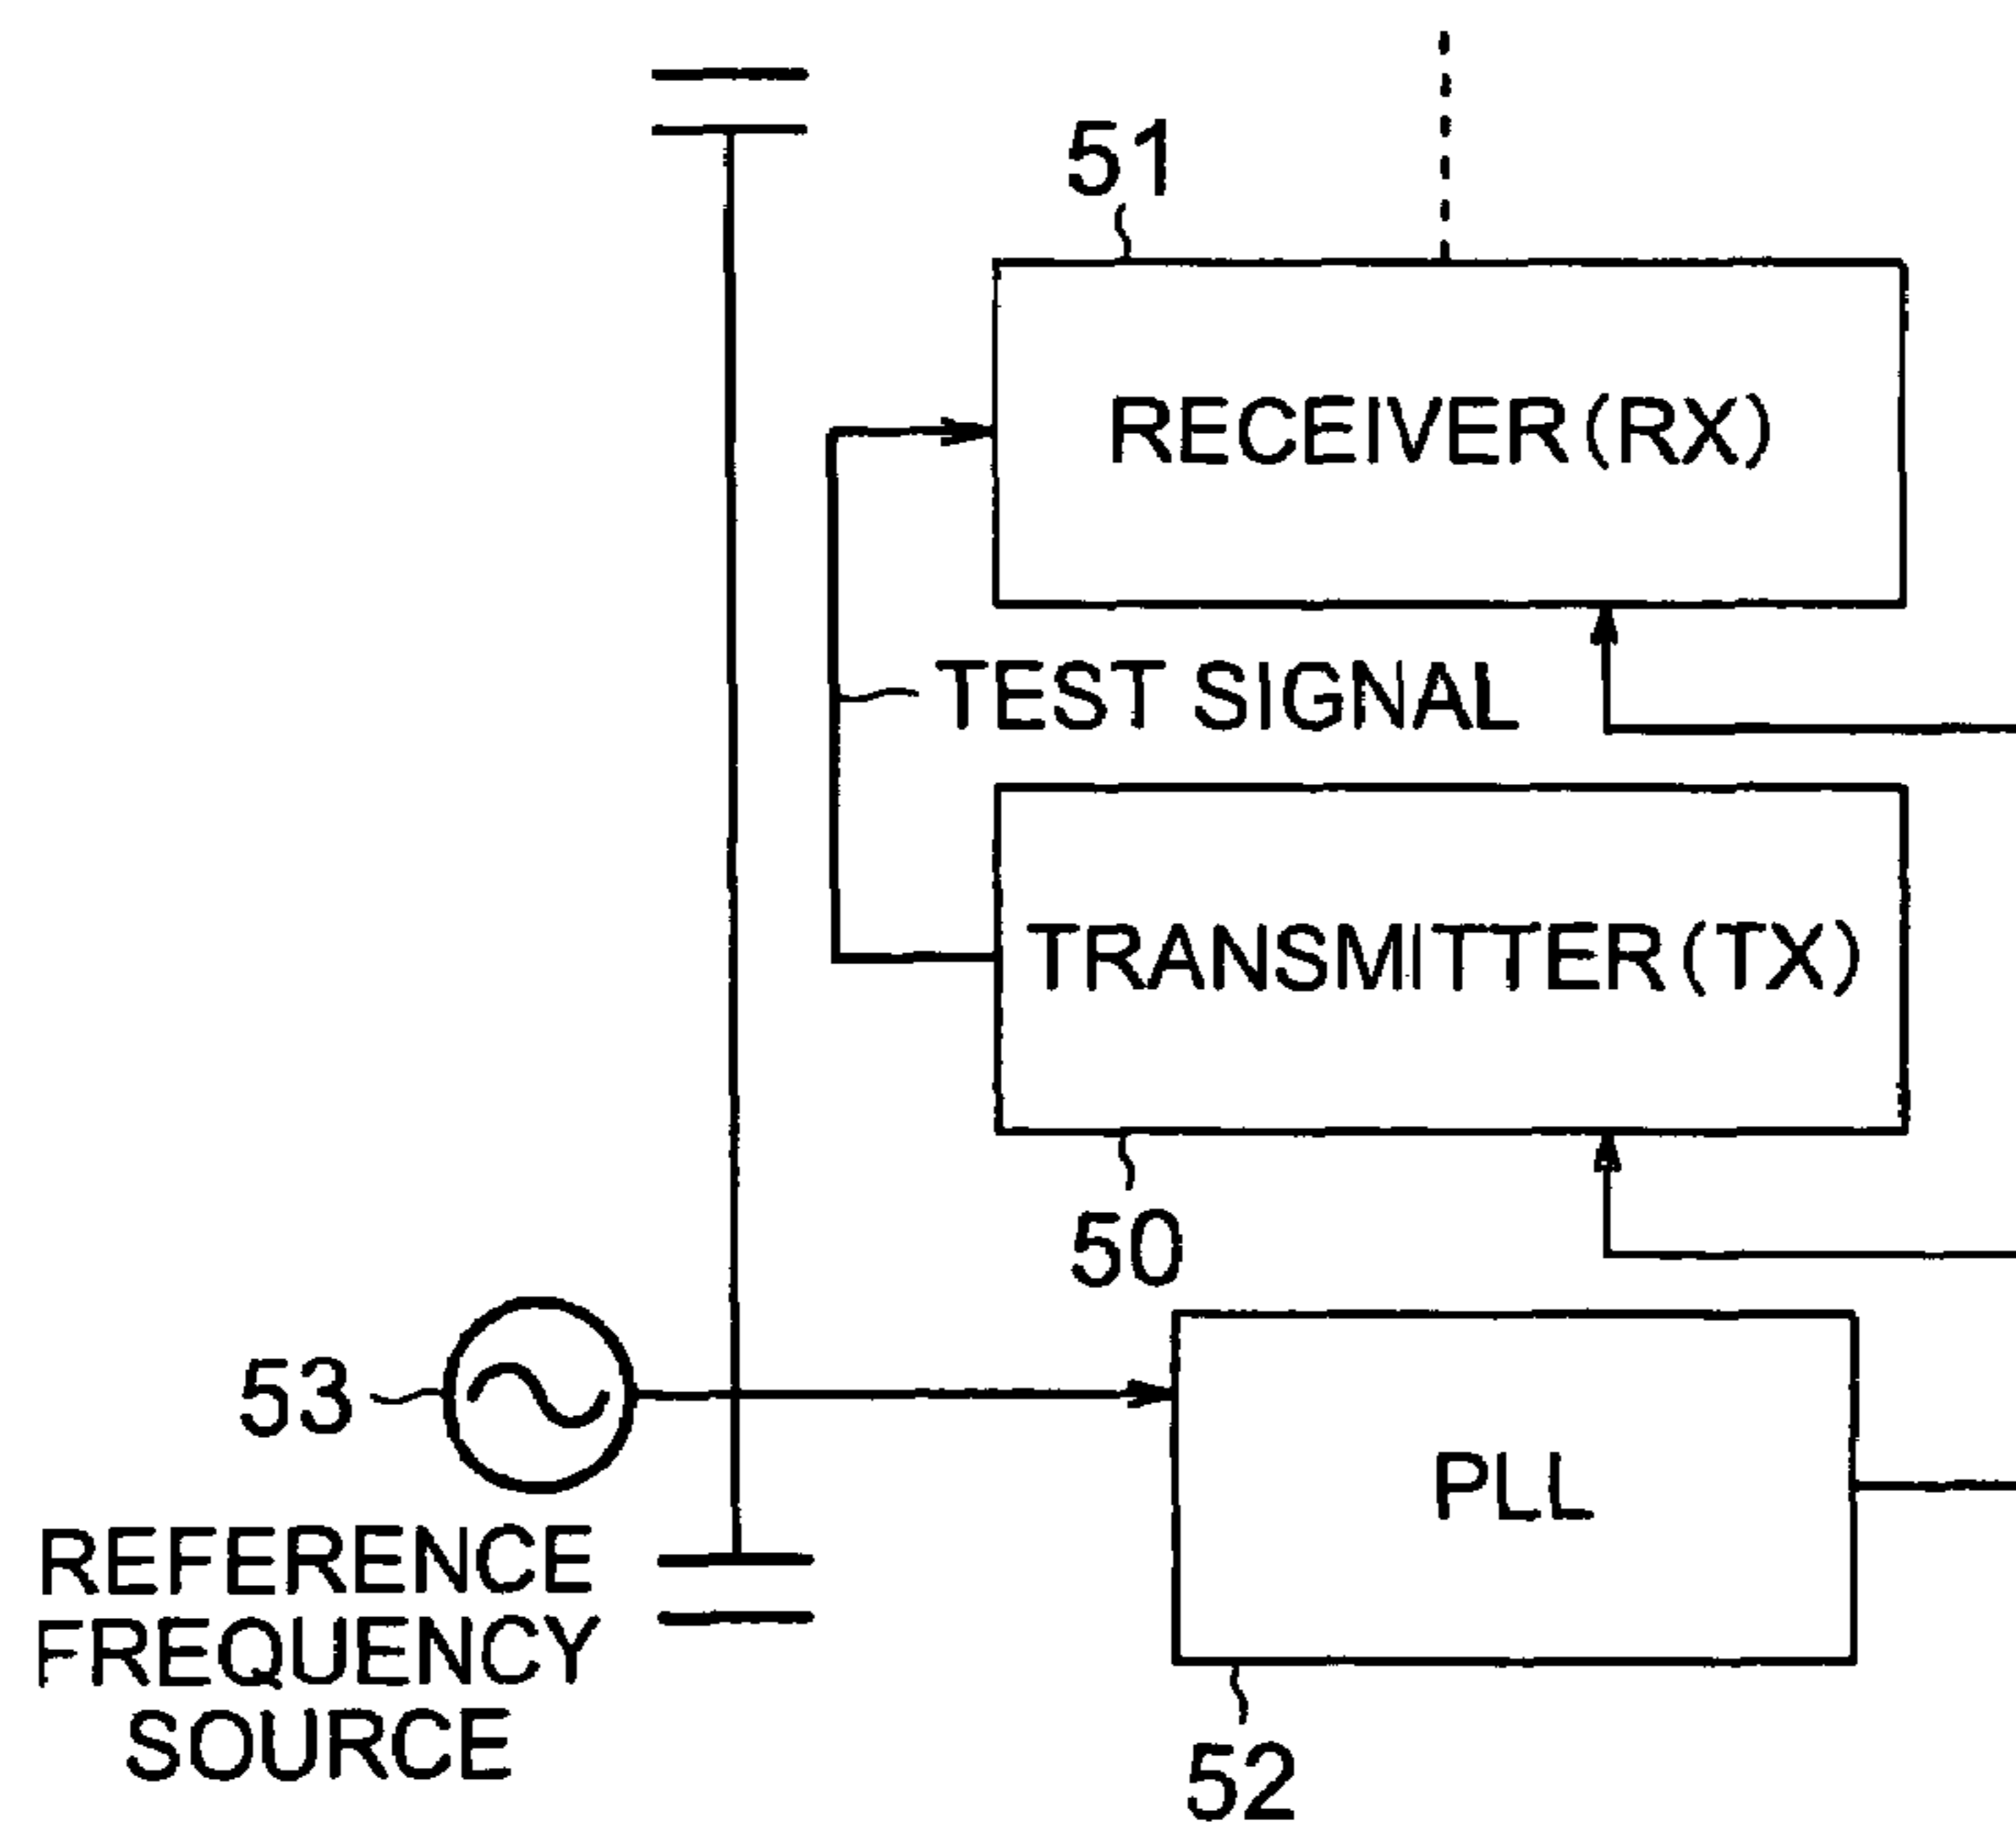 51
RECEIVER(RX)
TEST SIGNAL
TRANSMITTER(TX)
50
53
PLL
REFERENCE
FREQUENCY
SOURCE
52